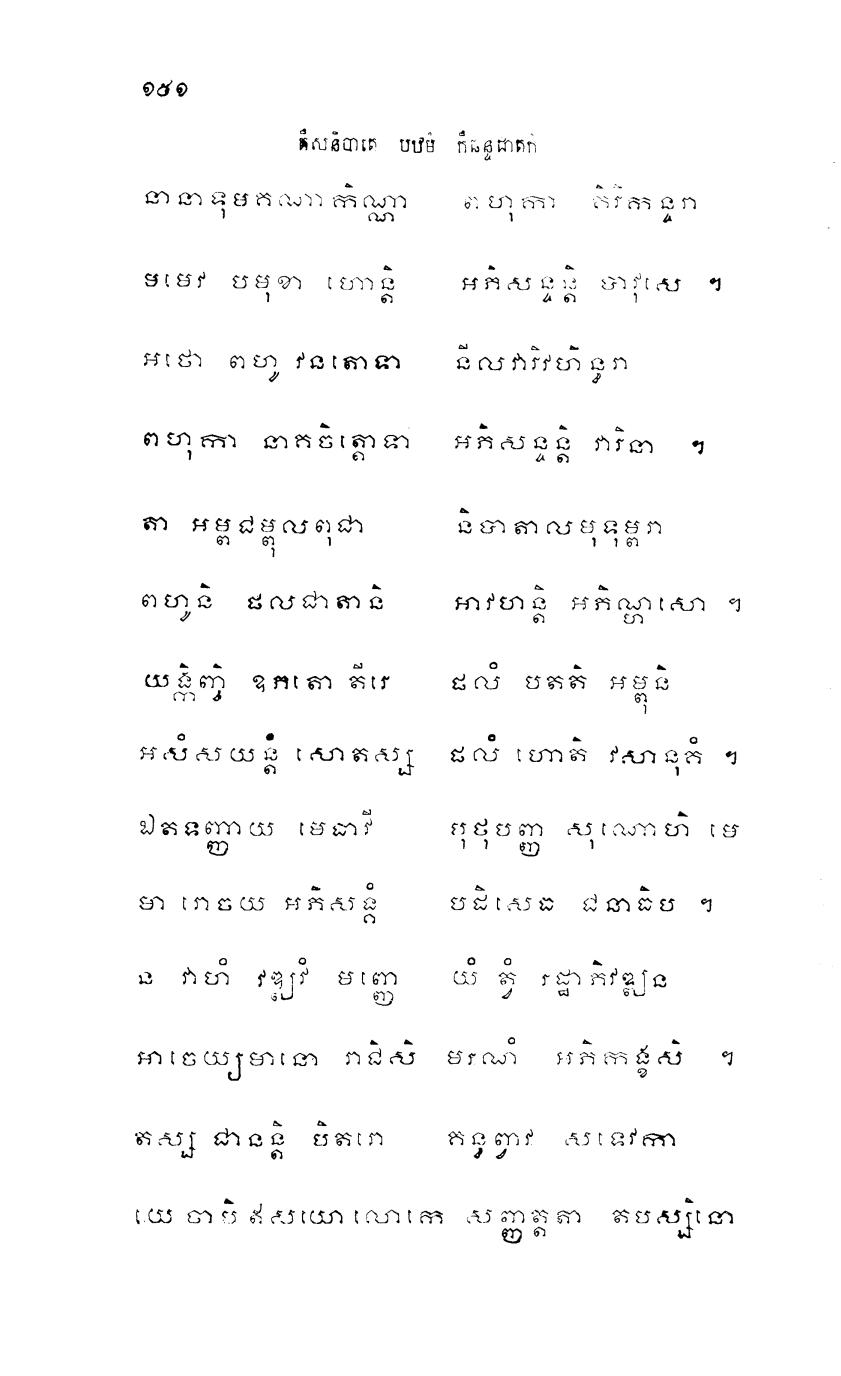 ១៥១
តឹសនិបាតេ បឋមំ កឹឆន្ទជាតកំ
នានាទុមគណាកិណ្ណា ពហុកា គិរិកន្ទរា
មមេវ បមុខា ហោន្តិ អភិសន្ទន្តិ បាវុសេ ។
អថោ ពហូ វនតោទា នីលវារិវហិន្ធរា
ពហុកា នាគចិត្តោទា អភិសន្ទន្តិ វារិនា ។
តា អម្ពជម្ពុលពុជា និបាតាលមុទុម្ពរា
ពហូនិ ផលជាតានិ អាវហន្តិ អភិណ្ហសោ ។
យង្កិញ្ចិ ឧភតោ តីរេ ផលំ បតតិ អម្ពុនិ
អសំសយន្តំ សោតស្ស ផលំ ហោតិ វសានុគំ ។
ឯតទញ្ញាយ មេធាវី បុថុបញ្ញ សុណោហិ មេ
មា រោចយ អភិសង្គំ បដិសេធ ជនាធិប ។
ន វាហំ វឌ្ឍវំ មញ្ញេ យំ ត្វំ រដ្ឋាភិវឌ្ឍន
អាចេយ្យមានោ រាជិសិ មរណំ អភិកង្ខសិ ។
តស្ស ជានន្តិ បិតរោ គន្ធព្វាវ សទេវកា
យេ ចាបិ ឥសយោ លោកេ សញ្ញត្តតា តបស្សិនោ